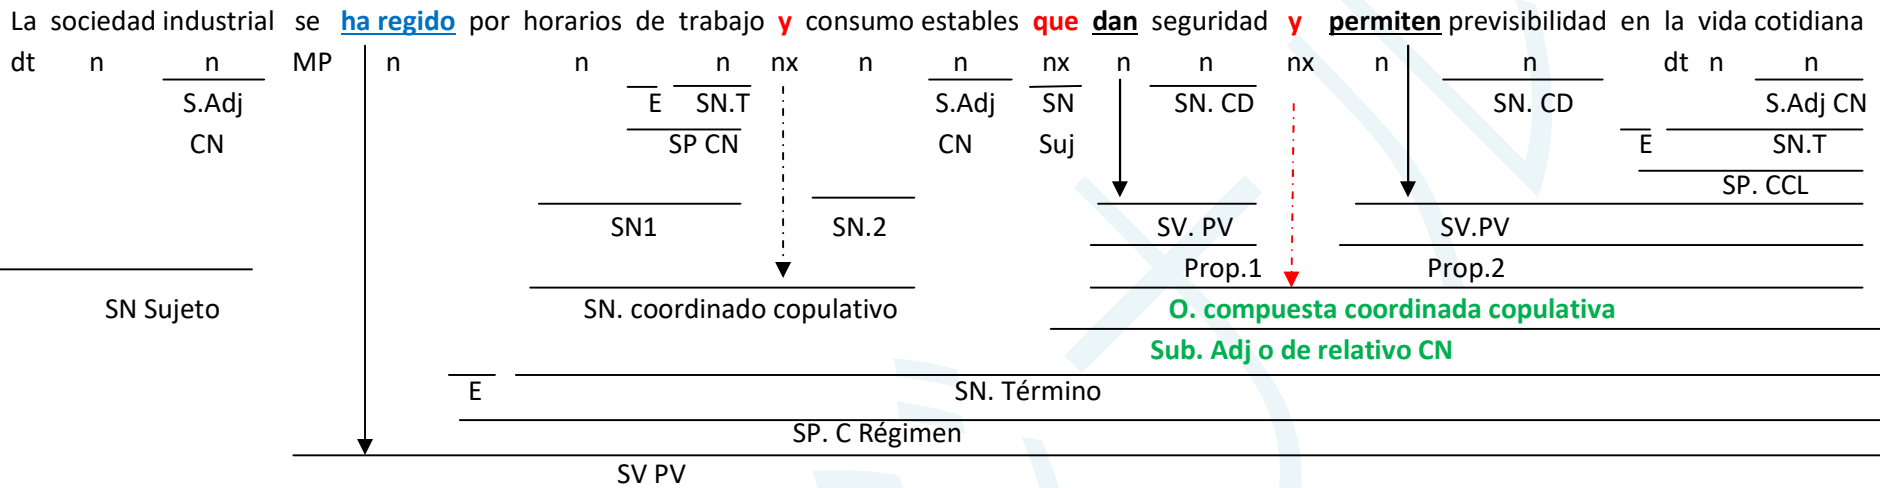 La sociedad industrial se ha regido por horarios de trabajo y consumo estables que dan seguridad y permiten previsibilidad en la vida cotidiana
dt n n MP n n n nx n n nx n n nx n n dt n n
S.Adj E SN.T S.Adj SN SN. CD SN. CD S.Adj CN
CN SP CN CN Suj E SN.T
SP. CCL
SN1 SN.2 SV. PV SV.PV
Prop.1 Prop.2
SN Sujeto SN. coordinado copulativo O. compuesta coordinada copulativa
Sub. Adj o de relativo CN
E SN. Término
SP. C Régimen
SV PV